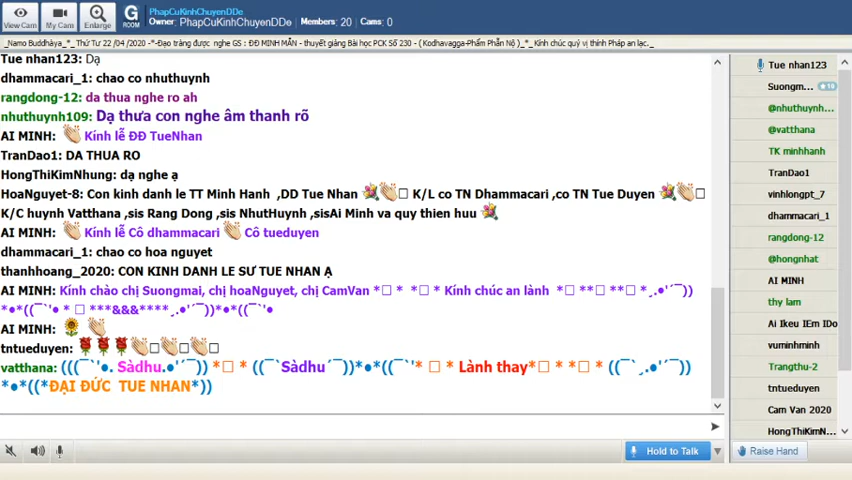 View Cam
My Cam
Enlarge
G
ROOM
PhapCuKinhChuyenDDe
Owner: PhapCuKinhChuyenDDe Members: 20 Cams: 0
_Namo Buddhàya_*_ Thứ Tư 22 /04 /2020 -*-Đạo tràng được nghe GS : ĐĐ MINH MẪN - thuyết giảng Bài học PCK Số 230 - ( Kodhavagga-Phẩm Phẫn Nộ )_*_ Kính chúc quý vị thính Pháp an lạc._
Tue nhan123: Dạ
dhammacari_1: chao co nhuthuynh
rangdong-12: da thua nghe ro ah
nhuthuynh109: Dạ thưa con nghe âm thanh rõ
AI MINH: Kính lễ ĐĐ TueNhan
TranDao1: DA THUA RO
HongThiKimNhung: dạ nghe ạ
HoaNguyet-8: Con kinh danh le TT Minh Hanh ,DD Tue Nhan K/L co TN Dhammacari ,co TN Tue Duyen
K/C huynh Vatthana ,sis Rang Dong ,sis NhutHuynh ,sisAi Minh va quy thien huu
AI MINH: Kính lễ Cô dhammacari Cô tueduyen
dhammacari_1: chao co hoa nguyet
thanhhoang_2020: CON KINH DANH LE SƯ TUE NHAN Ạ
AI MINH: Kính chào chị Suongmai, chị hoaNguyet, chị CamVan *□ * *□ * Kính chúc an lành *□ **□ **□ *¸.•'´¯))
*•*((¯`'• * □ ***&&&****¸.•'´¯))*•*((¯`'•
AI MINH:
tntueduyen:
vatthana: (((¯`'•. Sàdhu.•'´¯)) *□ * ((¯`Sàdhu´¯))*•*((¯`'* □ * Lành thay*□ * *□ * ((¯`¸.•'´¯))
*•*((*ĐẠI ĐỨC TUE NHAN*))
Hold to Talk
Tue nhan123
Suongm... 10
@nhuthuynh...
@vatthana
TK minhhanh
TranDao1
vinhlongpt_7
dhammacari_1
rangdong-12
@hongnhat
AI MINH
thy lam
Ai Ikeu IEm IDo
vuminhminh
Trangthu-2
tntueduyen
Cam Van 2020
HongThiKimN...
Raise Hand